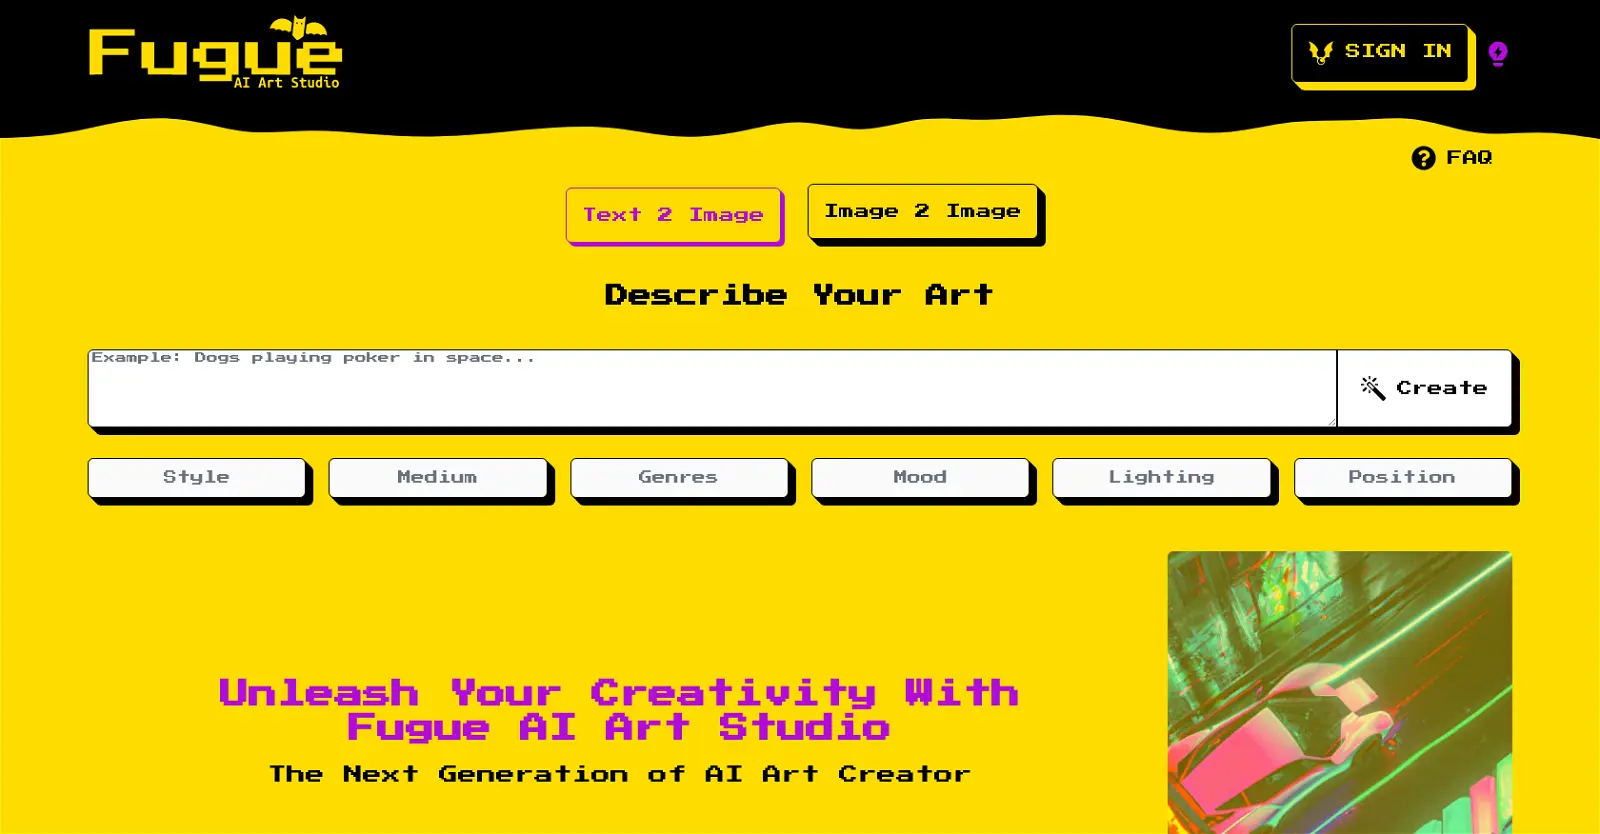 Fugue
AI Art Studio
SIGN IN
FAQ
Text 2 Image
Image 2 Image
Describe Your Art
Example: Dogs playing poker in space...
Create
Style
Medium
Genres
Mood
Lighting
Position
Unleash Your Creativity With
Fugue AI Art Studio
The Next Generation of AI Art Creator